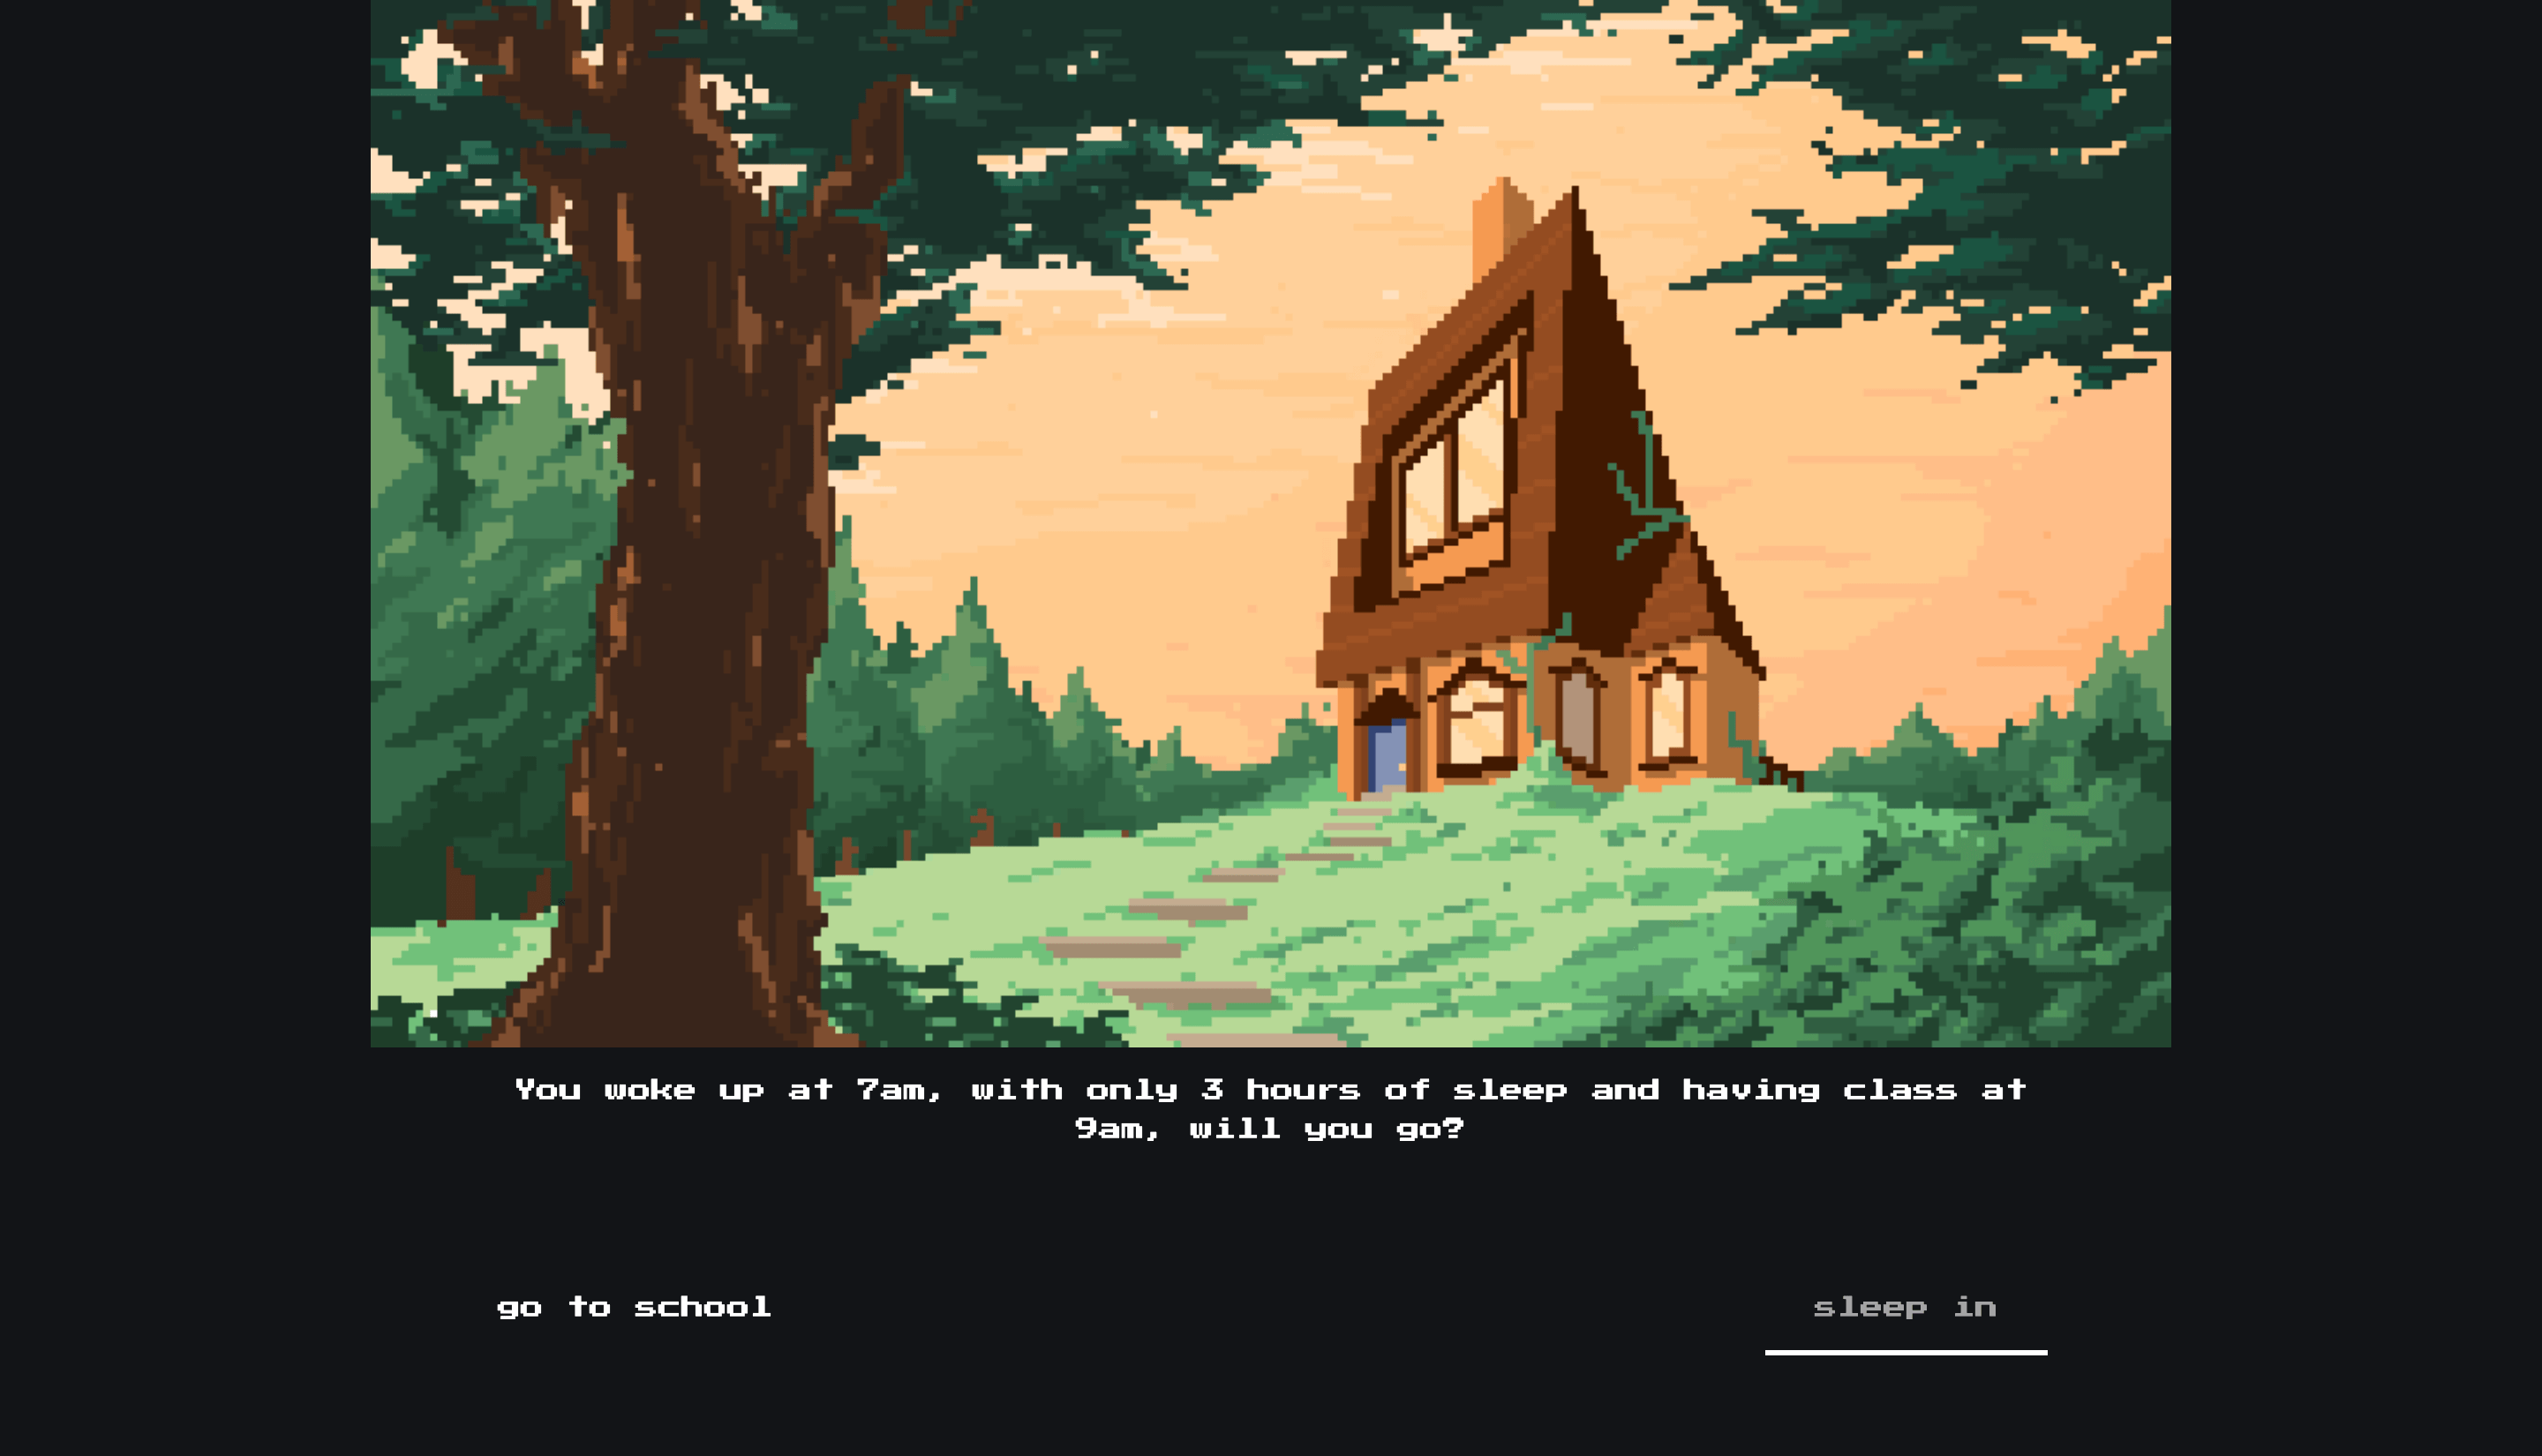 You woke up at 7am, with only 3 hours of sleep and having class at
9am, will you go?
go to school
sleep in